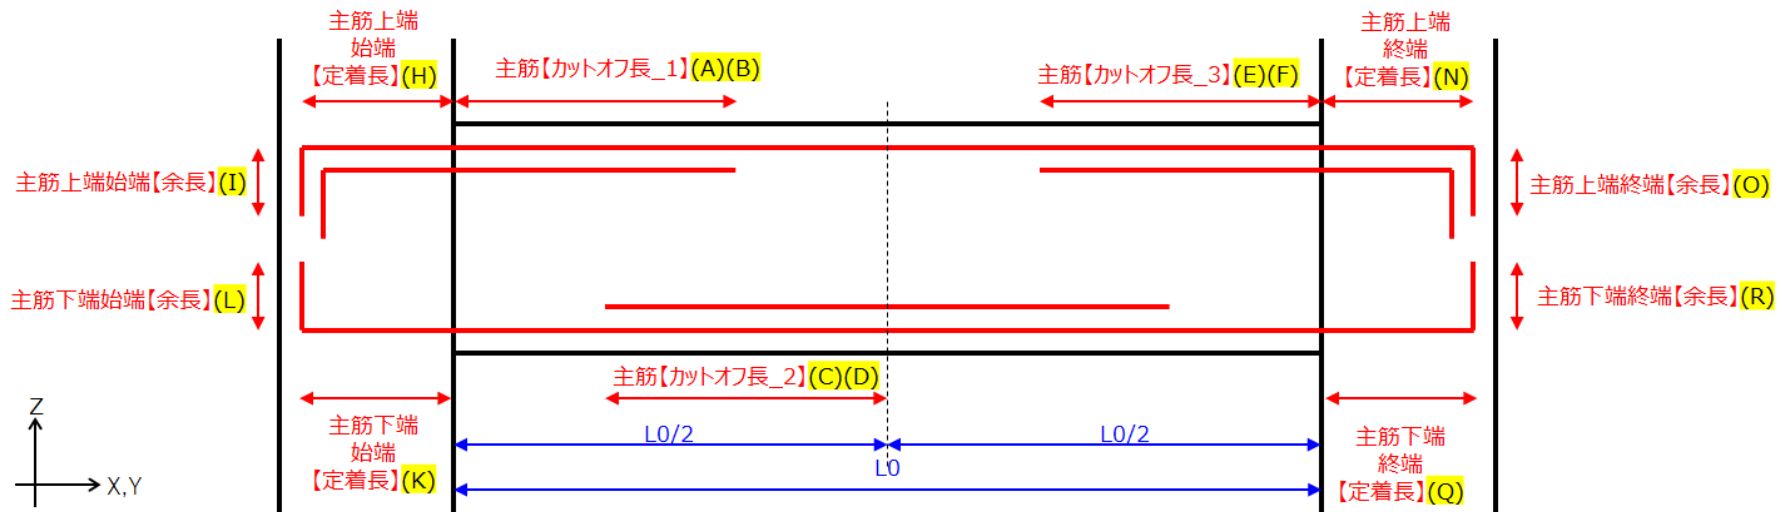 主筋上端
始端
【定着長】(H)
主筋【カットオフ長_1】(A)(B)
主筋【カットオフ長_3】(E)(F)
主筋上端
終端
【定着長】(N)
主筋上端始端【余長】(I)
主筋上端終端【余長】(O)
主筋下端始端【余長】(L)
主筋下端終端【余長】(R)
主筋【カットオフ長_2】(C)(D)
Z
X,Y
主筋下端
始端
【定着長】(K)
L0/2
L0/2
L0
主筋下端
終端
【定着長】(Q)